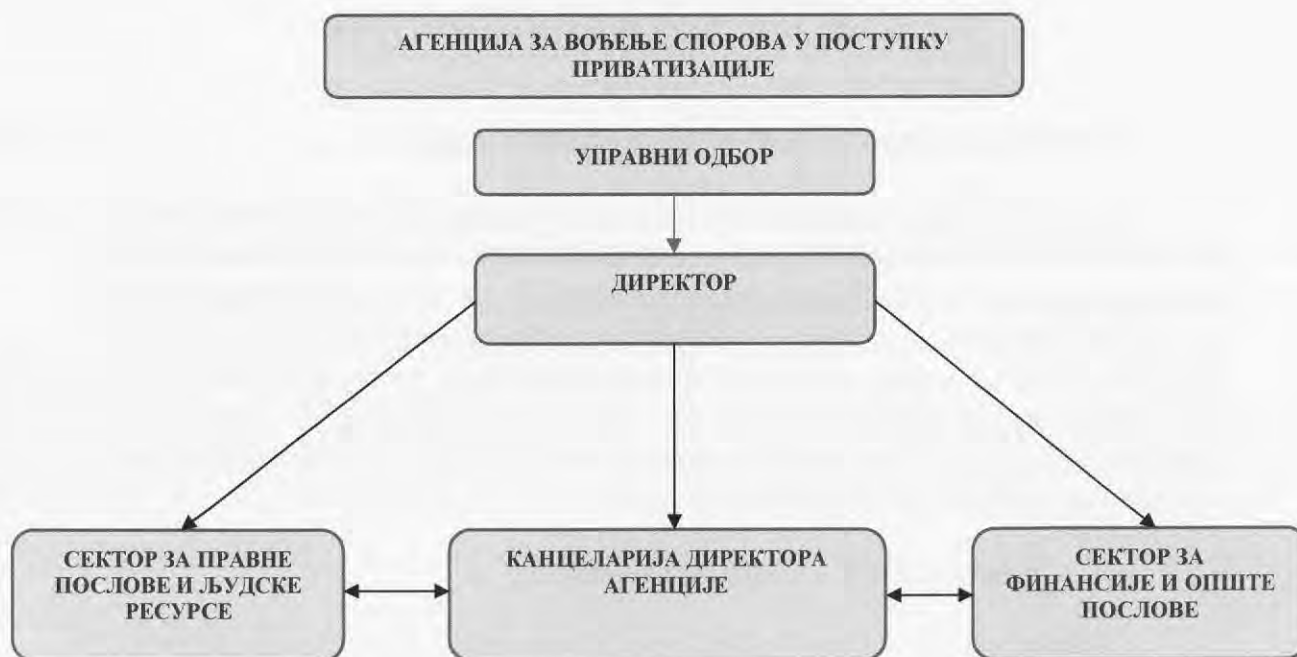 АГЕНЦИЈА ЗА ВОЂЕЊЕ СПОРОВА У ПОСТУПКУ
ПРИВАТИЗАЦИЈЕ
УПРАВНИ ОДБОР
ДИРЕКТОР
СЕКТОР ЗА ПРАВНЕ
ПОСЛОВЕ И ЉУДСКЕ
РЕСУРСЕ
КАНЦЕЛАРИЈА ДИРЕКТОРА
АГЕНЦИЈЕ
СЕКТОР ЗА
ФИНАНСИЈЕ И ОПШТЕ
ПОСЛОВЕ